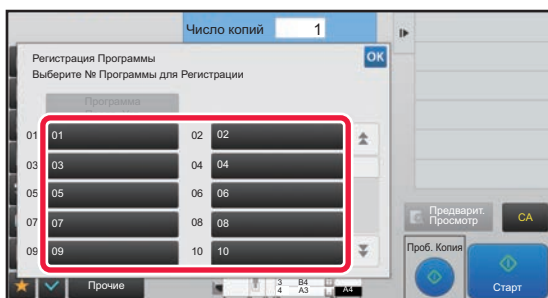 Число копий 1
Регистрация Программы
OK
Выберите № Программы для Регистрации
Программа
01 01 02 02
03 03 04 04
05 05 06 06
07 07 08 08
09 09 10 10
Предварит.
Просмотр
CA
Проб. Копия
Старт
Прочие
3 B4
4 A3
A4